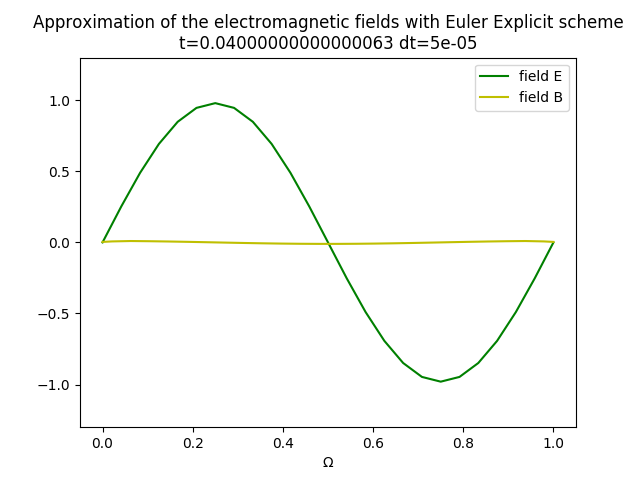 Approximation of the electromagnetic fields with Euler Explicit scheme
t=0.04000000000000063 dt=5e-05
field E
field B
1.0
0.5
0.0
−0.5
−1.0
0.0 0.2 0.4 0.6 0.8 1.0
Ω